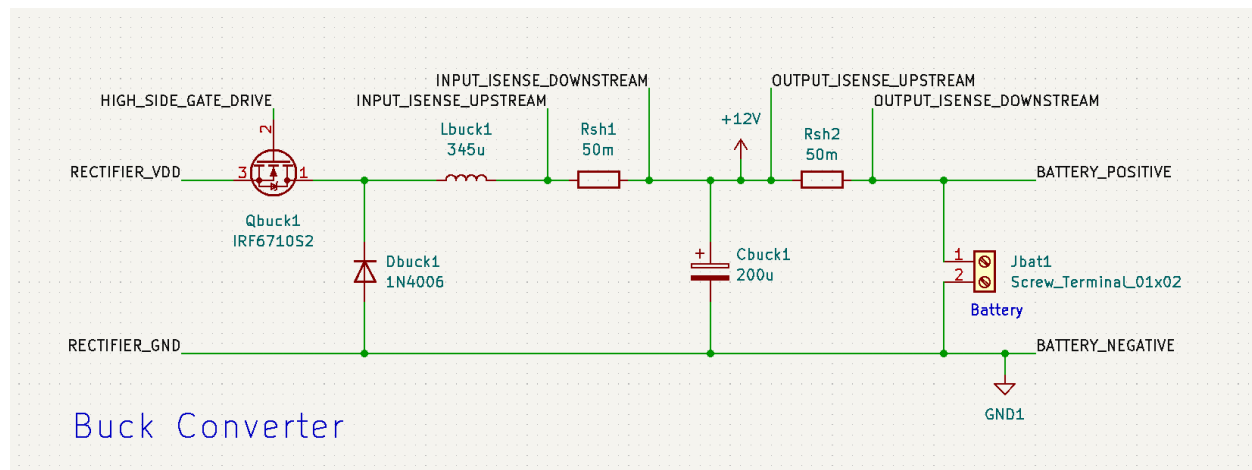 INPUT_ISENSE_DOWNSTREAM
OUTPUT_ISENSE_UPSTREAM
HIGH_SIDE_GATE_DRIVE
INPUT_ISENSE_UPSTREAM
OUTPUT_ISENSE_DOWNSTREAM
+12V
2
Lbuck1
345u
Rsh1
50m
Rsh2
50m
RECTIFIER_VDD
3
1
BATTERY_POSITIVE
Qbuck1
IRF6710S2
Dbuck1
1N4006
+
Cbuck1
200u
1
2
Jbat1
Screw_Terminal_01x02
Battery
RECTIFIER_GND
BATTERY_NEGATIVE
GND1
Buck Converter